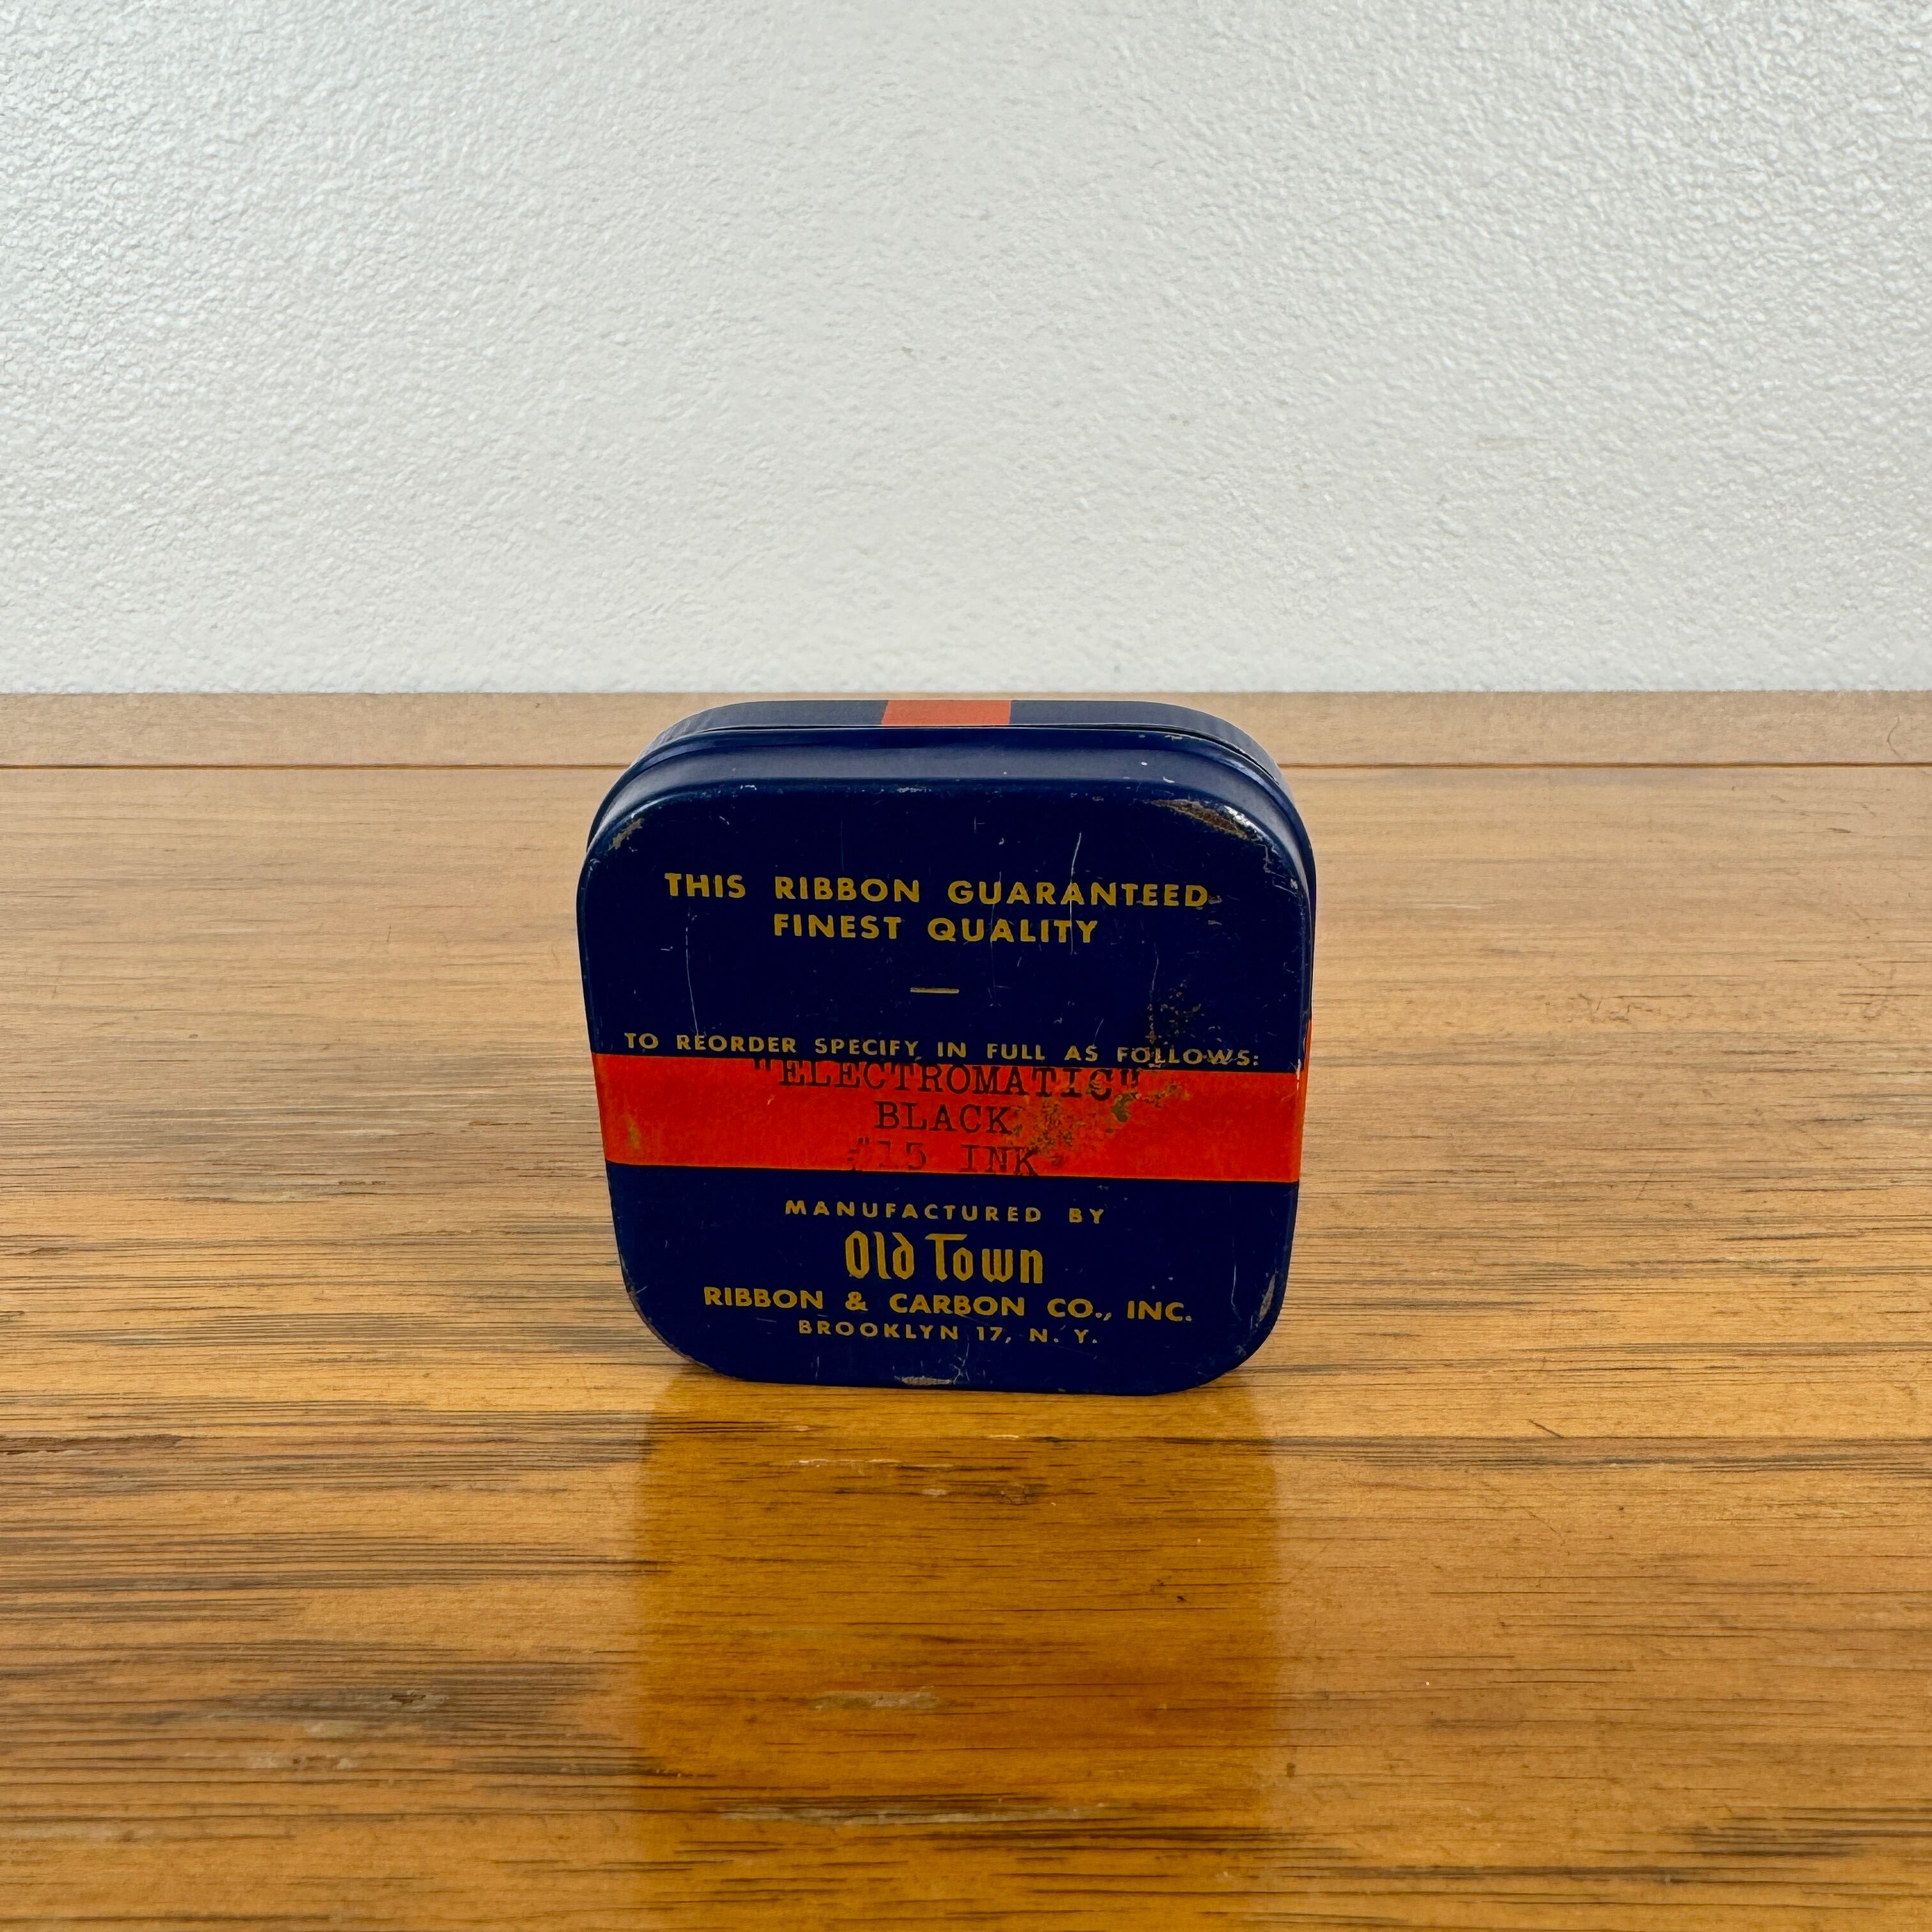 THIS RIBBON GUARANTEED
FINEST QUALITY
TO REORDER SPECIFY IN FULL AS FOLLOWS:
"ELECTROMATIC"
BLACK
#15 INK
MANUFACTURED BY
Old Town
RIBBON & CARBON CO., INC.
BROOKLYN 17, N. Y.